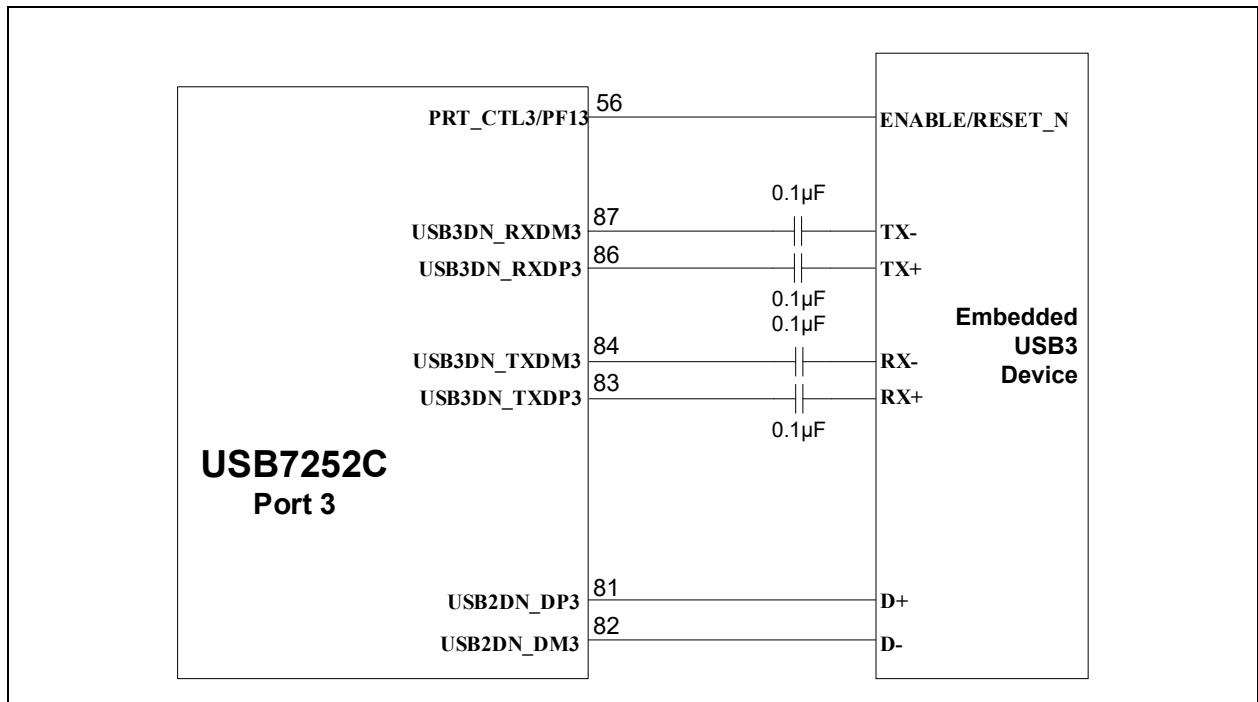 56
PRT_CTL3/PF13
ENABLE/RESET_N
0.1µF
87
USB3DN_RXDM3
TX-
86
USB3DN_RXDP3
TX+
0.1µF
0.1µF
84
USB3DN_TXDM3
RX-
83
USB3DN_TXDP3
RX+
0.1µF
Embedded
USB3
Device
USB7252C
Port 3
81
USB2DN_DP3
D+
82
USB2DN_DM3
D-